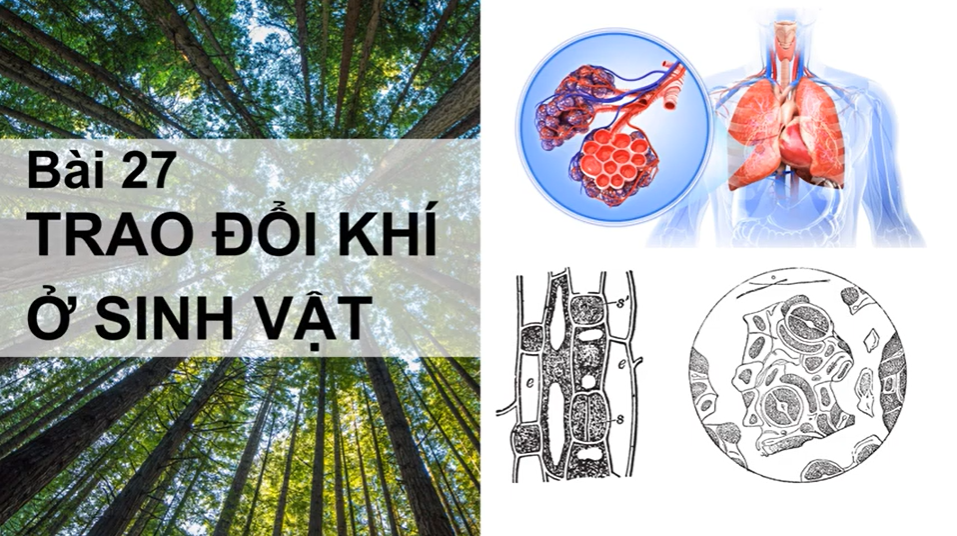 Bài 27
TRAO ĐỔI KHÍ
Ở SINH VẬT
s'
e
e
s